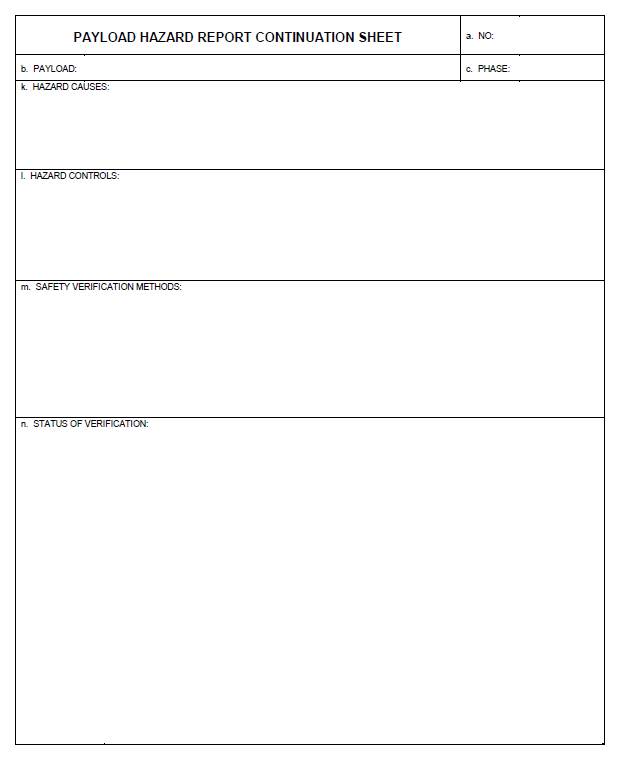 PAYLOAD HAZARD REPORT CONTINUATION SHEET
a. NO:
b. PAYLOAD:
c. PHASE:
k. HAZARD CAUSES:
l. HAZARD CONTROLS:
m. SAFETY VERIFICATION METHODS:
n. STATUS OF VERIFICATION: